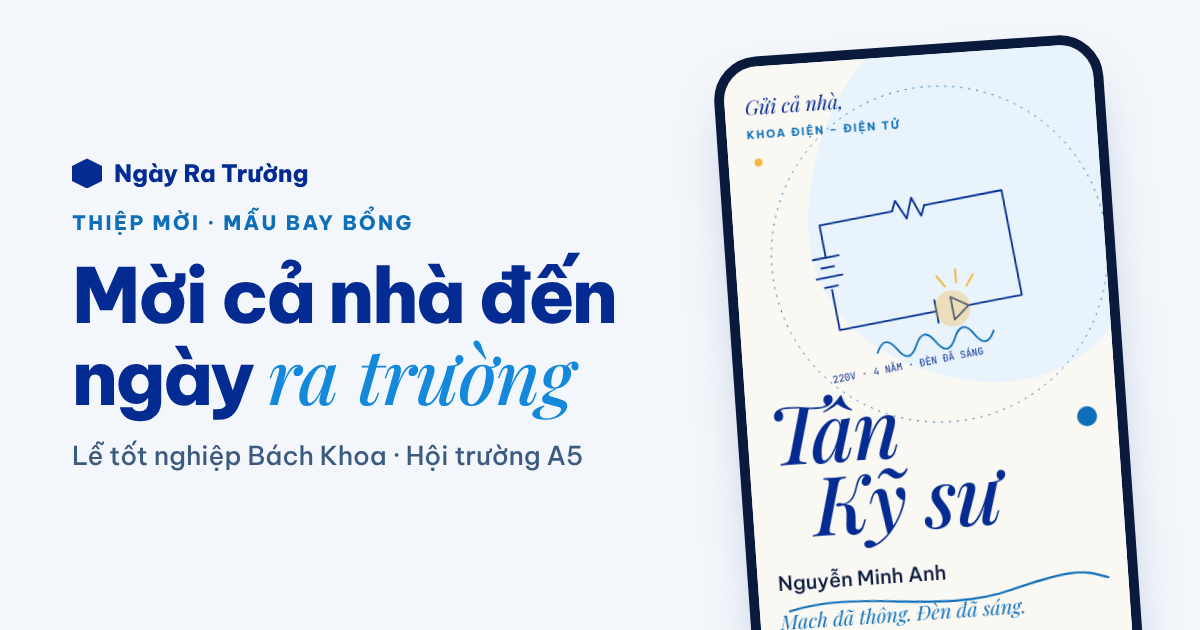 Ngày Ra Trường
THIỆP MỜI · MẪU BAY BỔNG
Mời cả nhà đến
ngày ra trường
Lễ tốt nghiệp Bách Khoa · Hội trường A5
Gửi cả nhà,
KHOA ĐIỆN – ĐIỆN TỬ
220V · 4 NĂM · ĐÈN ĐÃ SÁNG
Tân
Kỹ sư
Nguyễn Minh Anh
Mạch đã thông. Đèn đã sáng.